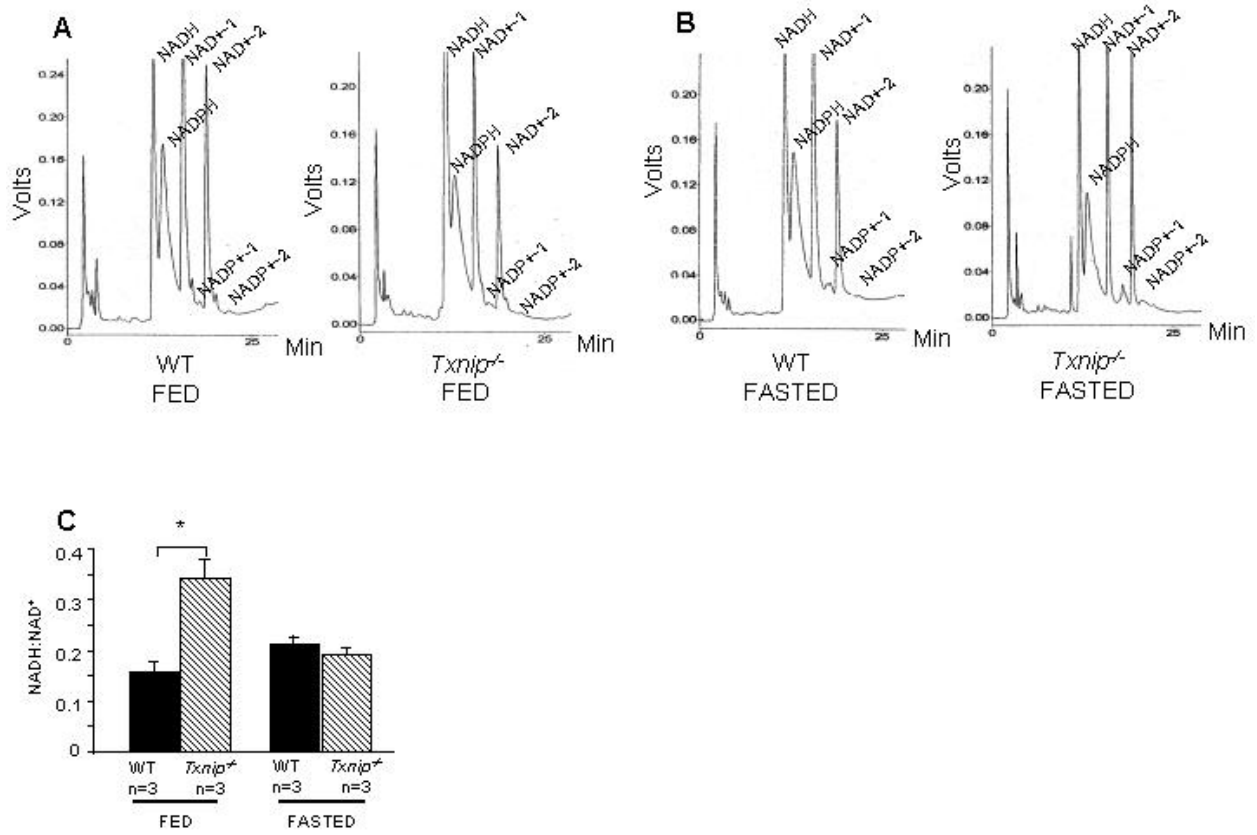 A
NADH
NAD+-1
NAD+-2
NADPH
NADP+-1
NADP+-2
0.24
0.20
0.16
0.12
0.08
0.04
0.00
Volts
0
25
Min
WT
FED
NADH
NAD+-1
NADPH
NAD+-2
NADP+-1
NADP+-2
0.20
0.16
0.12
0.08
0.04
0.00
Volts
0
25
Min
Txnip-/-
FED
B
NADH
NAD+-1
NADPH
NAD+-2
NADP+-1
NADP+-2
0.20
0.16
0.12
0.08
0.04
0.00
Volts
0
25
Min
WT
FASTED
NADH
NAD+-1
NAD+-2
NADPH
NADP+-1
NADP+-2
0.20
0.16
0.12
0.08
0.04
0.00
Volts
0
25
Min
Txnip-/-
FASTED
C
*
0.4
0.3
0.2
0.1
0
NADH:NAD+
WT Txnip-/- WT Txnip-/-
n=3 n=3 n=3 n=3
FED FASTED